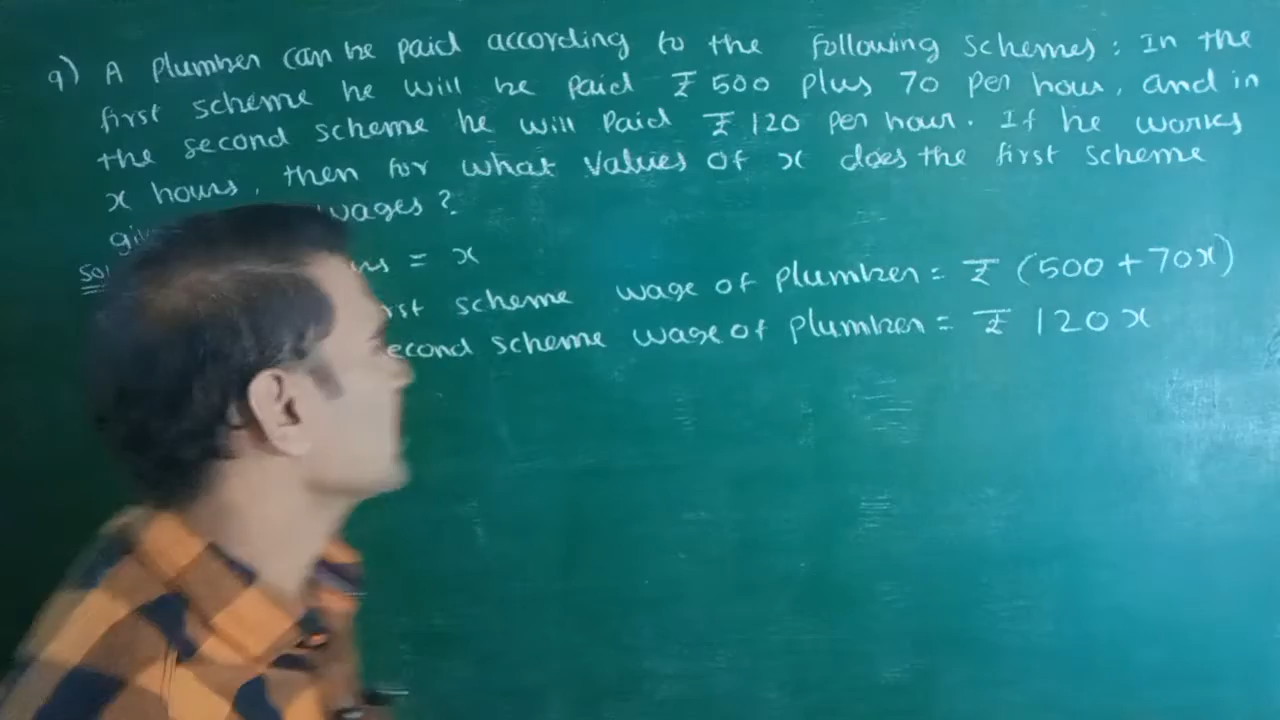 9) A Plumber can be paid according to the following schemes: In the
first scheme he will be paid ₹ 500 plus 70 per hour, and in
the second scheme he will Paid ₹ 120 per hour. If he works
x hours, then for what values of x does the first scheme
wages?
= x
scheme wage of plumber = ₹ (500 + 70x)
scheme wage of plumber = ₹ 120x